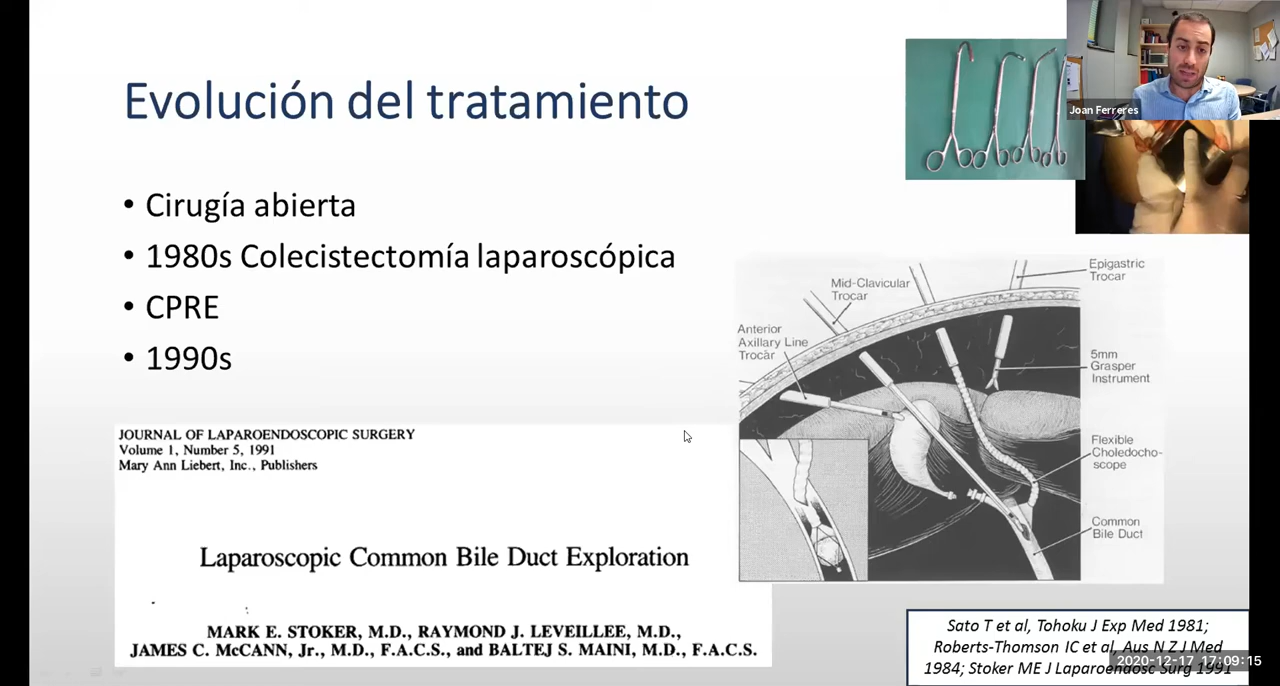 Evolución del tratamiento
• Cirugía abierta
• 1980s Colecistectomía laparoscópica
• CPRE
• 1990s
JOURNAL OF LAPAROENDOSCOPIC SURGERY
Volume 1, Number 5, 1991
Mary Ann Liebert, Inc., Publishers
Laparoscopic Common Bile Duct Exploration
MARK E. STOKER, M.D., RAYMOND J. LEVEILLEE, M.D.,
JAMES C. McCANN, Jr., M.D., F.A.C.S., and BALTEJ S. MAINI, M.D., F.A.C.S.
Joan Ferreres
Epigastric
Trocar
Mid-Clavicular
Trocar
Anterior
Axillary Line
Trocar
5mm
Grasper
Instrument
Flexible
Choledocho-
scope
Common
Bile Duct
Sato T et al, Tohoku J Exp Med 1981;
Roberts-Thomson IC et al, Aus N Z J Med
1984; Stoker ME J Laparoendosc Surg 1991
2020-12-17 17:09:15